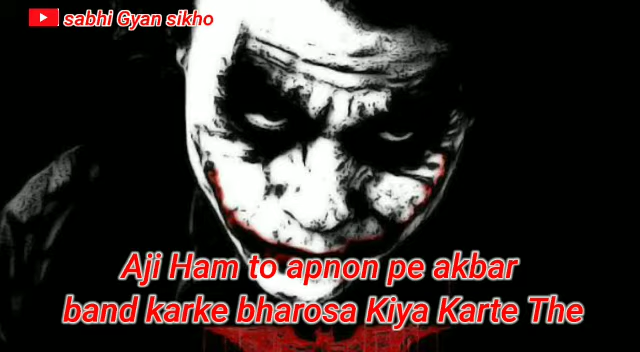 sabhi Gyan sikho
Aji Ham to apnon pe akbar
band karke bharosa Kiya Karte The